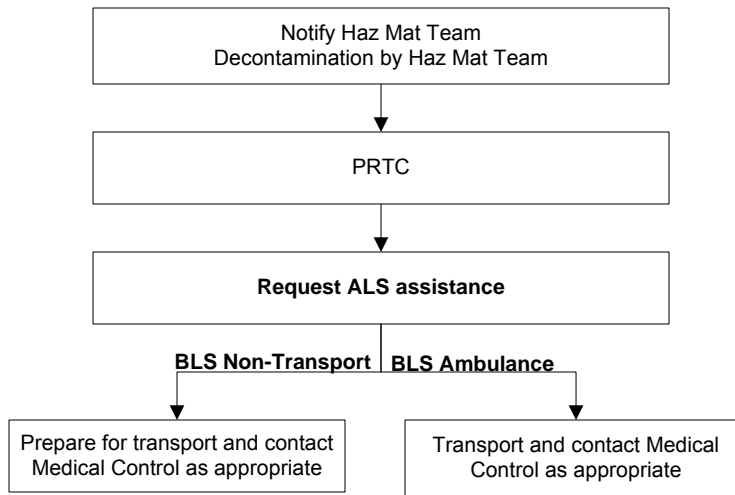 Notify Haz Mat Team
Decontamination by Haz Mat Team
PRTC
Request ALS assistance
BLS Non-Transport
BLS Ambulance
Prepare for transport and contact
Medical Control as appropriate
Transport and contact Medical
Control as appropriate